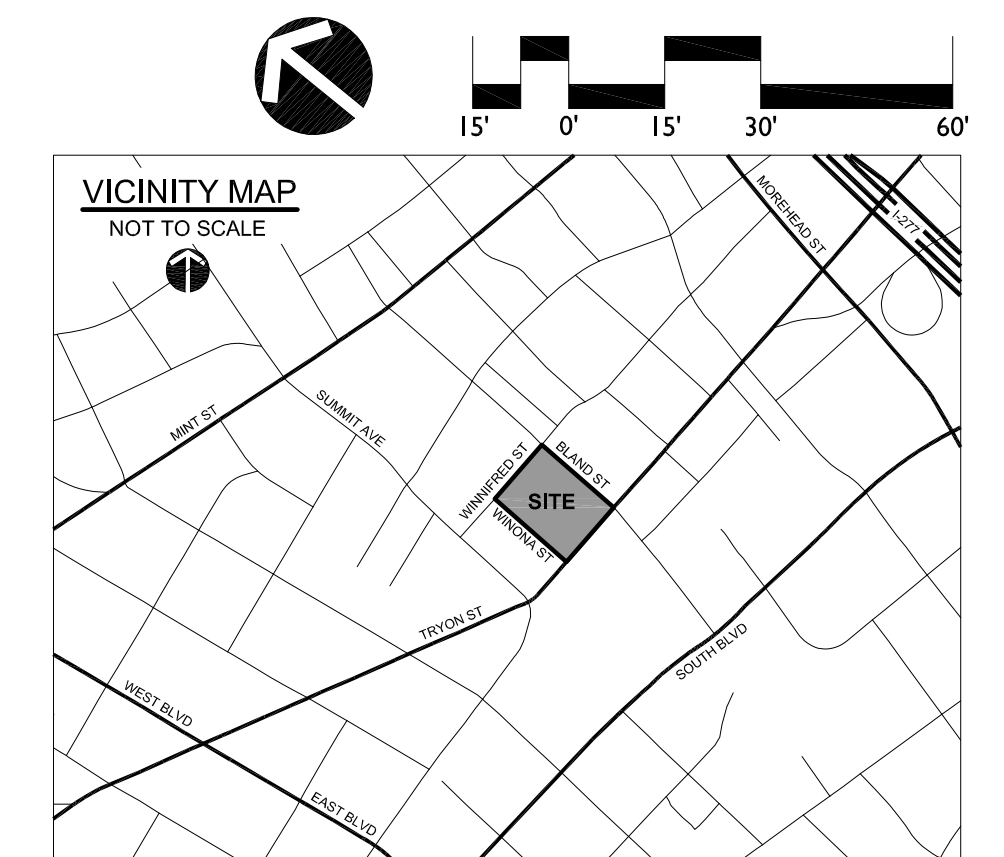 15' 0' 15' 30' 60'
VICINITY MAP
NOT TO SCALE
MOREHEAD ST
I-277
MINT ST
SUMMIT AVE
WINNIFRED ST
BLAND ST
SITE
WINONA ST
TRYON ST
SOUTH BLVD
WEST BLVD
EAST BLVD